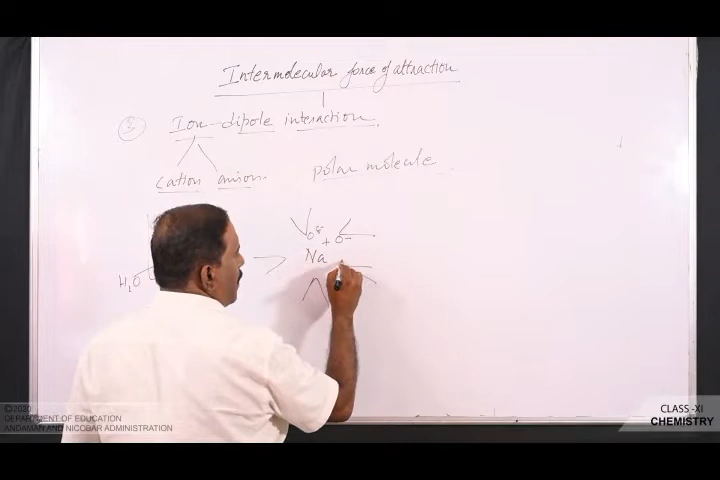 Intermolecular force of attraction
③ Ion-dipole interaction.
cation anion. polar molecule
Oδ- + O-
Na
H2O
©2020
DEPARTMENT OF EDUCATION
ANDAMAN AND NICOBAR ADMINISTRATION
CLASS-XI
CHEMISTRY